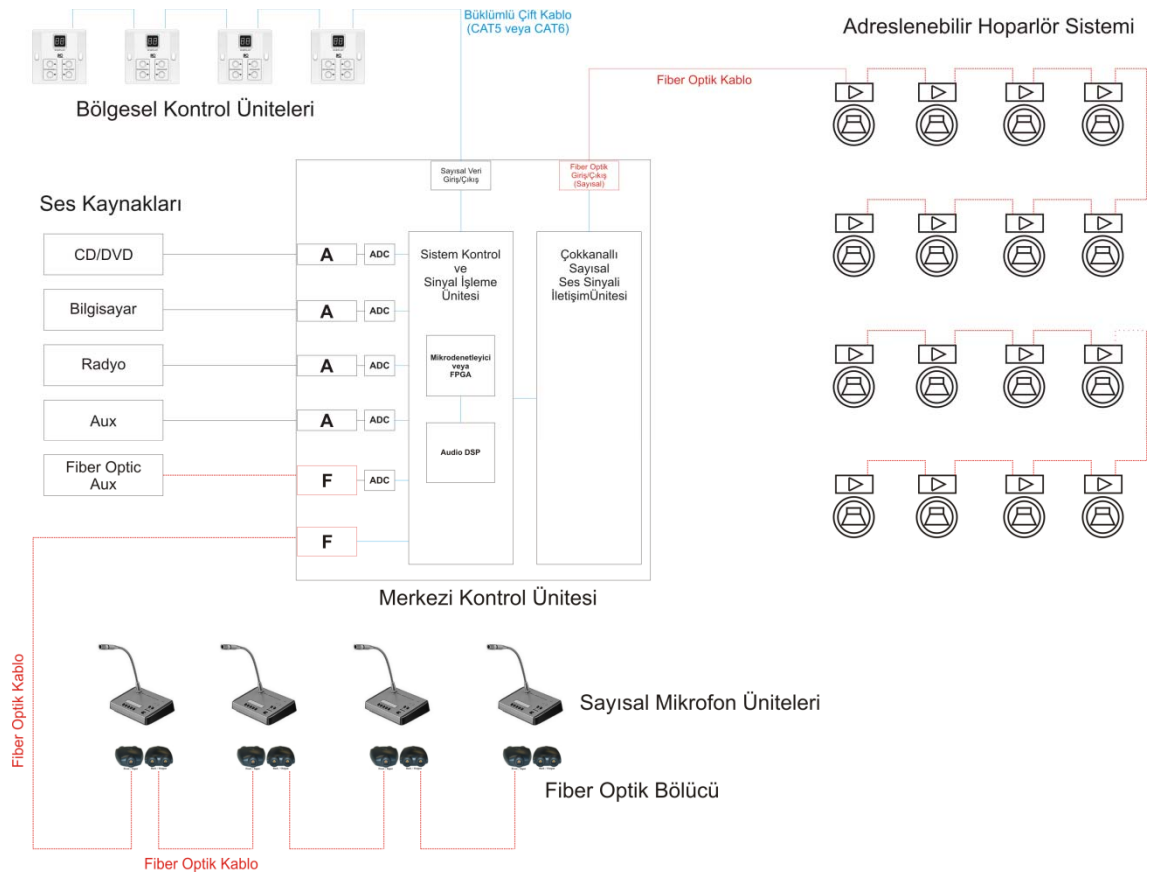 Büklümlü Çift Kablo
(CAT5 veya CAT6)
Adreslenebilir Hoparlör Sistemi
Fiber Optik Kablo
Bölgesel Kontrol Üniteleri
Sayısal Veri
Giriş/Çıkış
Fiber Optik
Giriş/Çıkış
(Sayısal)
Ses Kaynakları
CD/DVD
A
ADC
Bilgisayar
A
ADC
Radyo
A
ADC
Aux
A
ADC
Fiber Optic
Aux
F
ADC
F
Sistem Kontrol
ve
Sinyal İşleme
Ünitesi
Mikrodenetleyici
veya
FPGA
Audio DSP
Çokkanallı
Sayısal
Ses Sinyali
İletişimÜnitesi
Merkezi Kontrol Ünitesi
Fiber Optik Kablo
Sayısal Mikrofon Üniteleri
Fiber Optik Bölücü
Fiber Optik Kablo